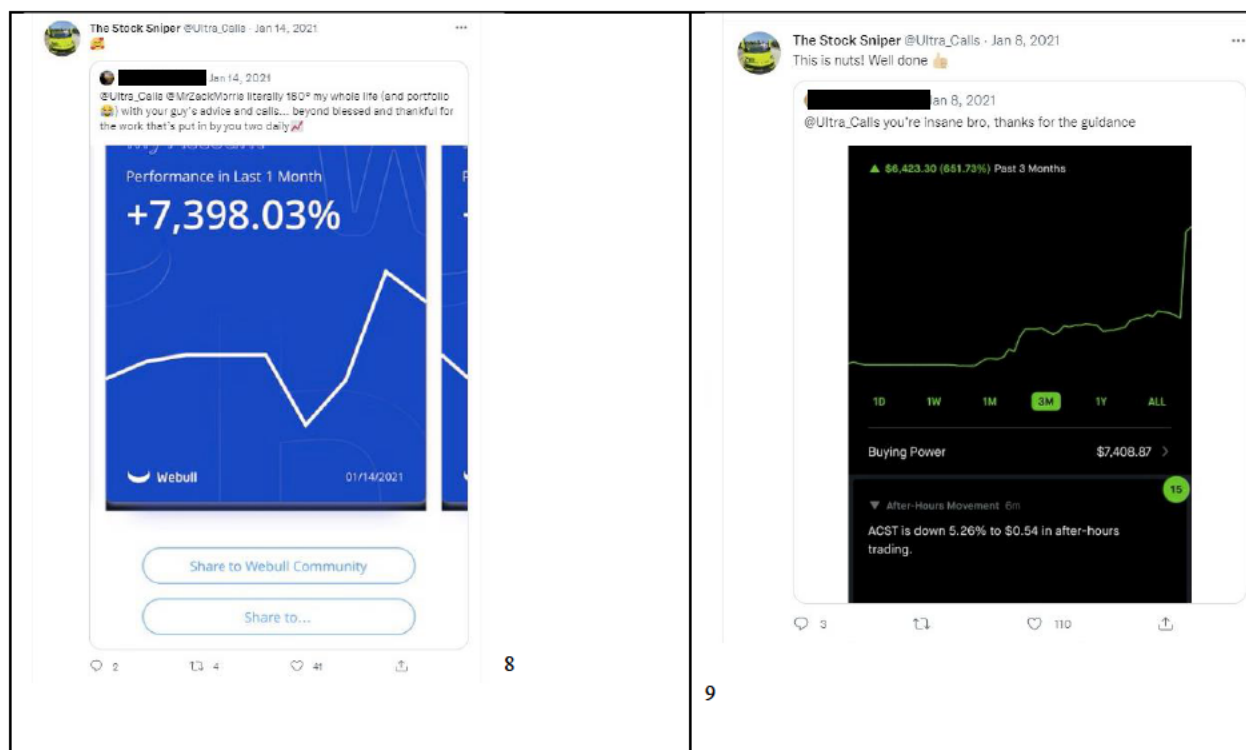 The Stock Sniper @Ultra_Calls · Jan 14, 2021
Jan 14, 2021
@Ultra_Calls @MrZackMorris literally 180° my whole life (and portfolio
😂) with your guy's advice and calls... beyond blessed and thankful for
the work that's put in by you two daily📈
My Account
Performance in Last 1 Month
+7,398.03%
Webull
01/14/2021
Share to Webull Community
Share to...
2 4 41
8
The Stock Sniper @Ultra_Calls · Jan 8, 2021
This is nuts! Well done 👍🏼
Jan 8, 2021
@Ultra_Calls you're insane bro, thanks for the guidance
▲ $6,423.30 (651.73%) Past 3 Months
1D 1W 1M 3M 1Y ALL
Buying Power $7,408.87 >
15
▼ After-Hours Movement 6m
ACST is down 5.26% to $0.54 in after-hours
trading.
3 110
9